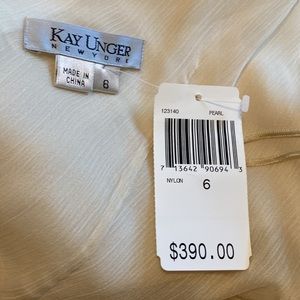 KAY UNGER
NEW YORK
MADE IN
CHINA
6
123140 PEARL
7 13642 90694 3
NYLON 6
$390.00